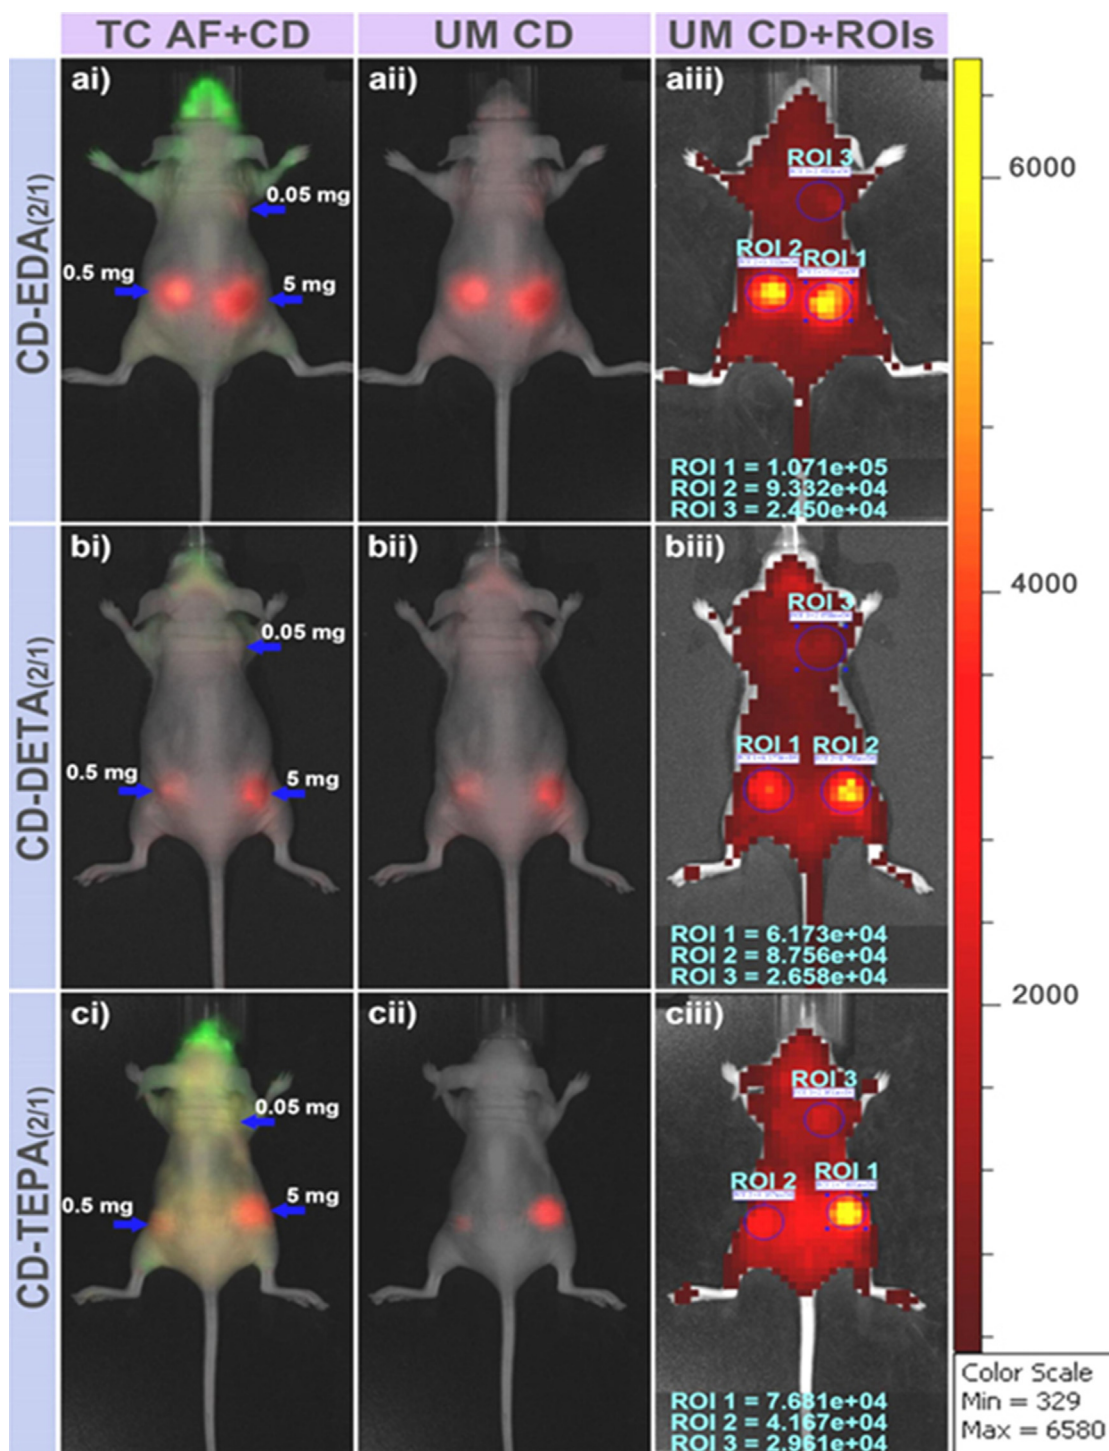 TC AF+CD
UM CD
UM CD+ROIs
CD-EDA(2/1)
ai)
0.05 mg
0.5 mg
5 mg
aii)
aiii)
ROI 3
ROI 2
ROI 1
ROI 1 = 1.071e+05
ROI 2 = 9.332e+04
ROI 3 = 2.450e+04
CD-DETA(2/1)
bi)
0.05 mg
0.5 mg
5 mg
bii)
biii)
ROI 3
ROI 1
ROI 2
ROI 1 = 6.173e+04
ROI 2 = 8.756e+04
ROI 3 = 2.658e+04
CD-TEPA(2/1)
ci)
0.05 mg
0.5 mg
5 mg
cii)
ciii)
ROI 3
ROI 2
ROI 1
ROI 1 = 7.681e+04
ROI 2 = 4.167e+04
ROI 3 = 2.961e+04
6000
4000
2000
Color Scale
Min = 329
Max = 6580